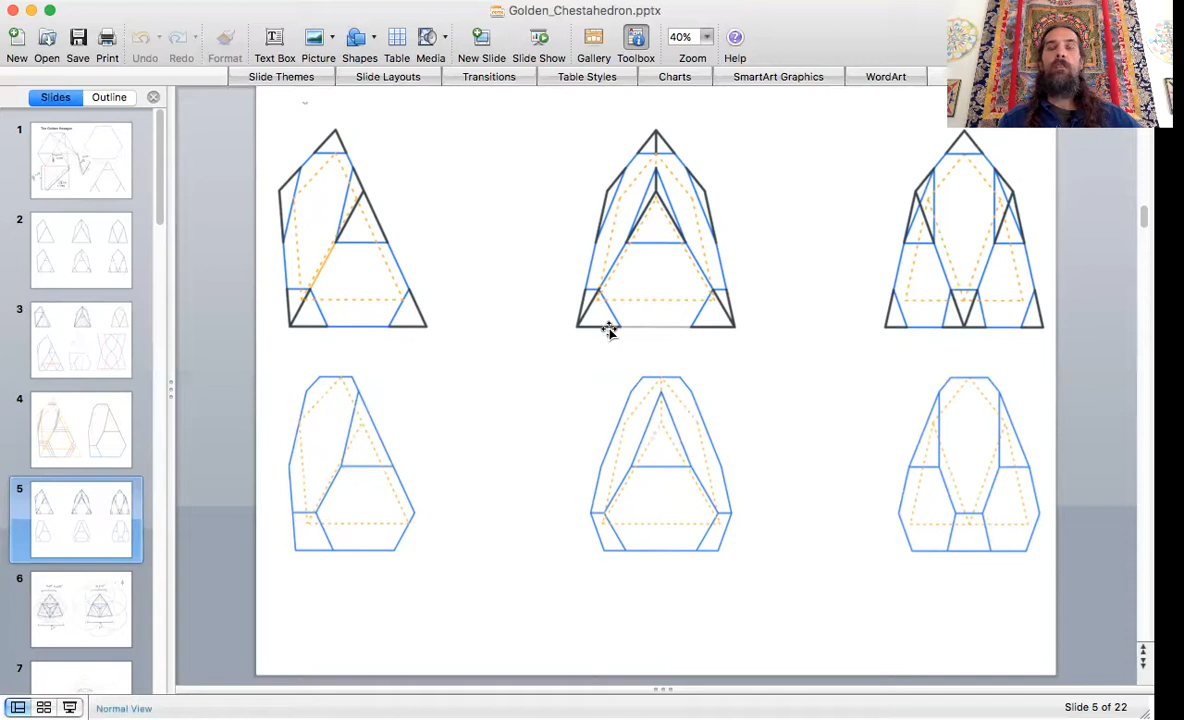 Golden_Chestahedron.pptx
New Open Save Print Undo Redo Format Text Box Picture Shapes Table Media New Slide Slide Show Gallery Toolbox 40% Zoom Help
Slide Themes Slide Layouts Transitions Table Styles Charts SmartArt Graphics WordArt
Slides Outline
1
2
3
4
5
6
7
Normal View
Slide 5 of 22